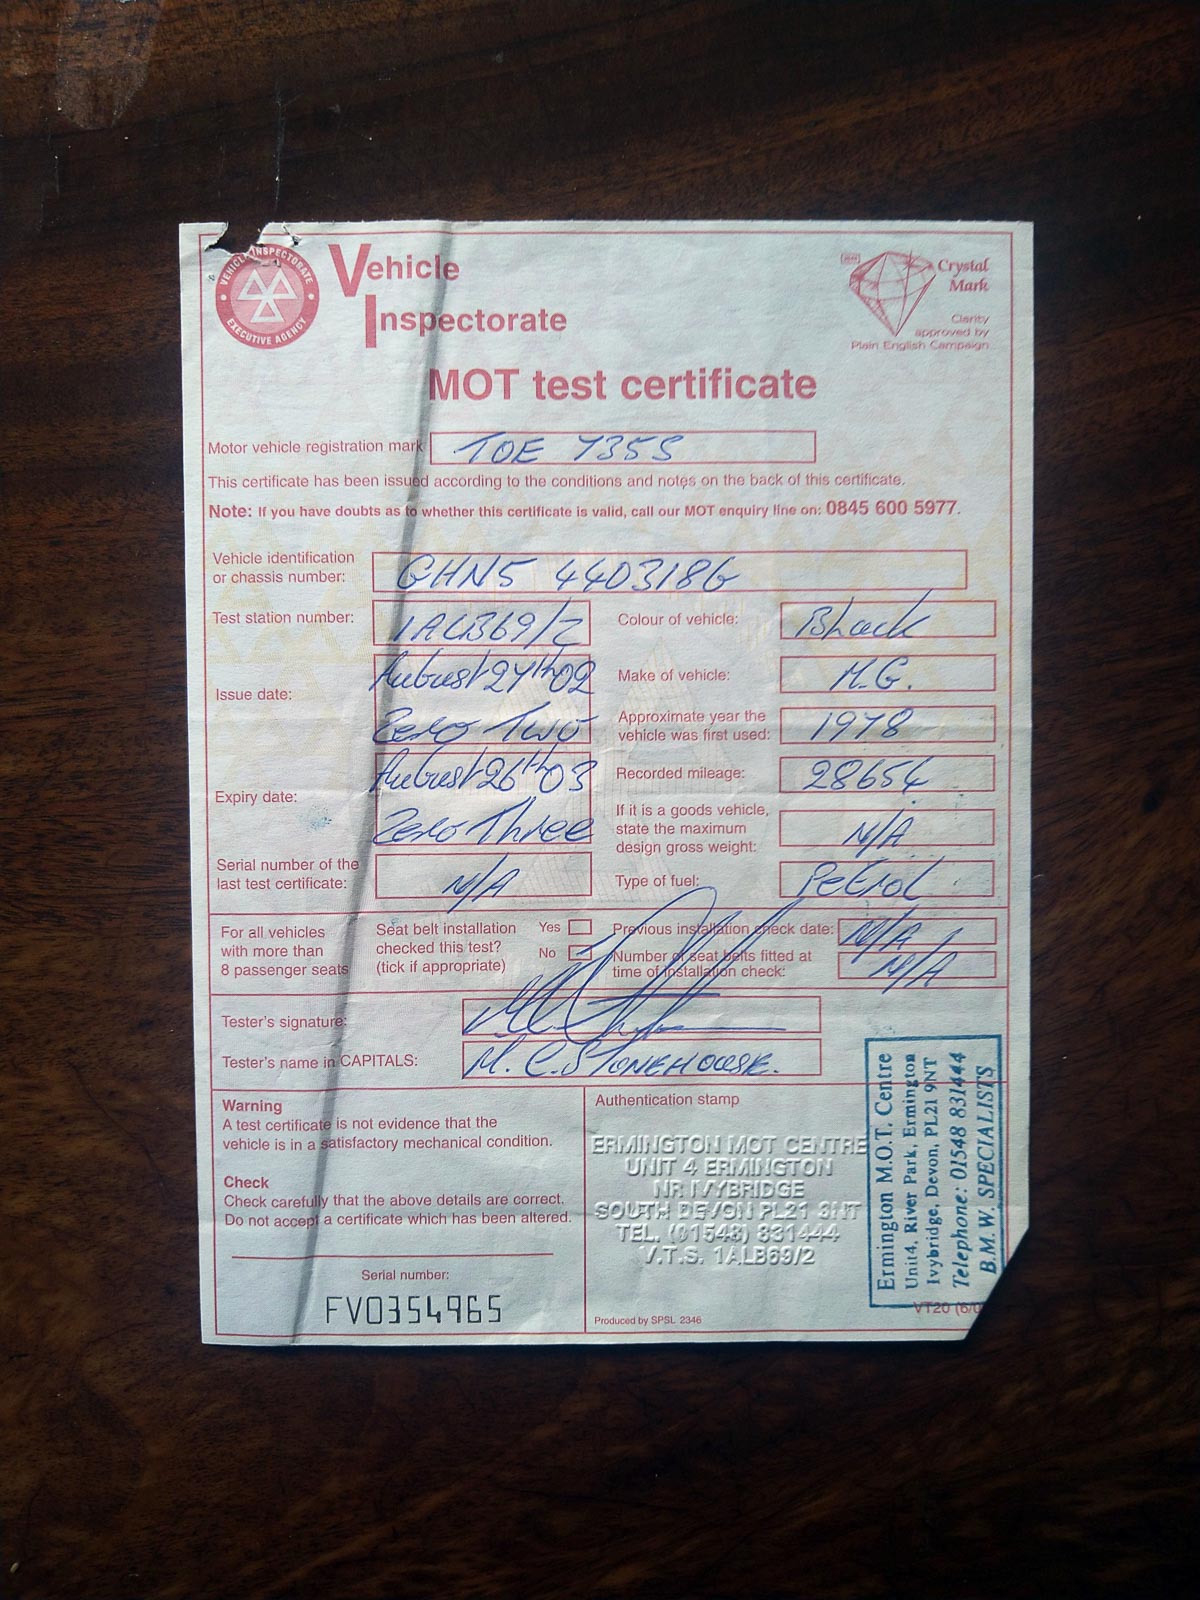 VEHICLE INSPECTORATE
EXECUTIVE AGENCY
Vehicle
Inspectorate
Crystal
Mark
Clarity
approved by
Plain English Campaign
MOT test certificate
Motor vehicle registration mark TOE 735S
This certificate has been issued according to the conditions and notes on the back of this certificate.
Note: If you have doubts as to whether this certificate is valid, call our MOT enquiry line on: 0845 600 5977.
Vehicle identification
or chassis number: GHN5 440318G
Test station number: 1ALB69/2
Colour of vehicle: Black
Issue date: August 27th 02
Zero Two
Make of vehicle: M.G.
Approximate year the
vehicle was first used: 1978
Expiry date: August 26th 03
Zero Three
Recorded mileage: 28654
If it is a goods vehicle,
state the maximum
design gross weight: N/A
Serial number of the
last test certificate: N/A
Type of fuel: Petrol
For all vehicles
with more than
8 passenger seats
Seat belt installation
checked this test?
(tick if appropriate)
Yes
No
Previous installation check date: N/A
Number of seat belts fitted at
time of installation check: N/A
Tester's signature:
Tester's name in CAPITALS: M. C. STONEHOUSE.
Warning
A test certificate is not evidence that the
vehicle is in a satisfactory mechanical condition.
Check
Check carefully that the above details are correct.
Do not accept a certificate which has been altered.
Serial number:
FV0354965
Authentication stamp
ERMINGTON MOT CENTRE
UNIT 4 ERMINGTON
NR IVYBRIDGE
SOUTH DEVON PL21 9NT
TEL. (01548) 831444
V.T.S. 1ALB69/2
Produced by SPSL 2346
Ermington M.O.T. Centre
Unit4, River Park, Ermington
Ivybridge, Devon, PL21 9NT
Telephone: 01548 831444
B.M.W. SPECIALISTS
VT20